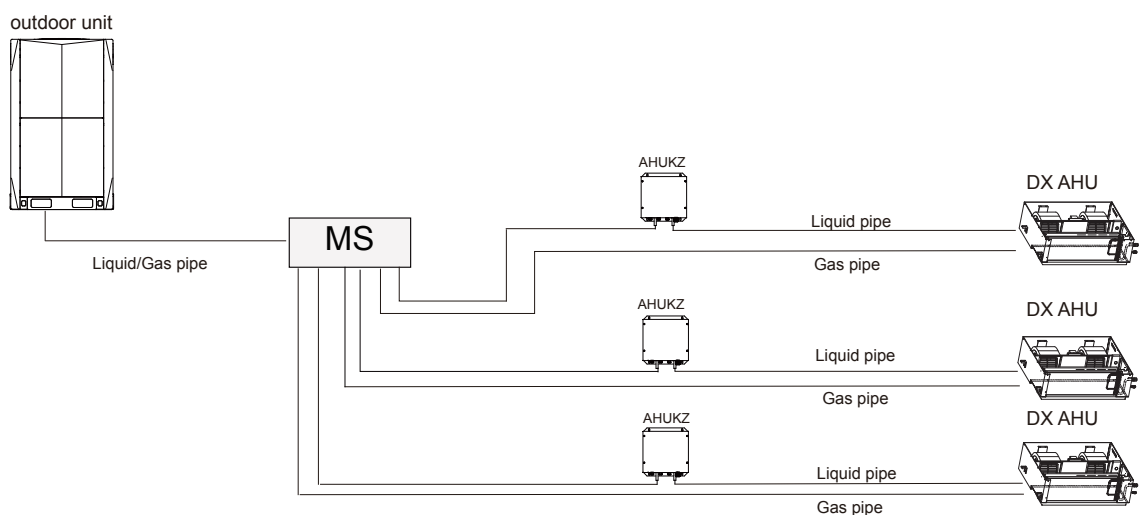 outdoor unit
Liquid/Gas pipe
MS
AHUKZ
DX AHU
Liquid pipe
Gas pipe
AHUKZ
DX AHU
Liquid pipe
Gas pipe
AHUKZ
DX AHU
Liquid pipe
Gas pipe